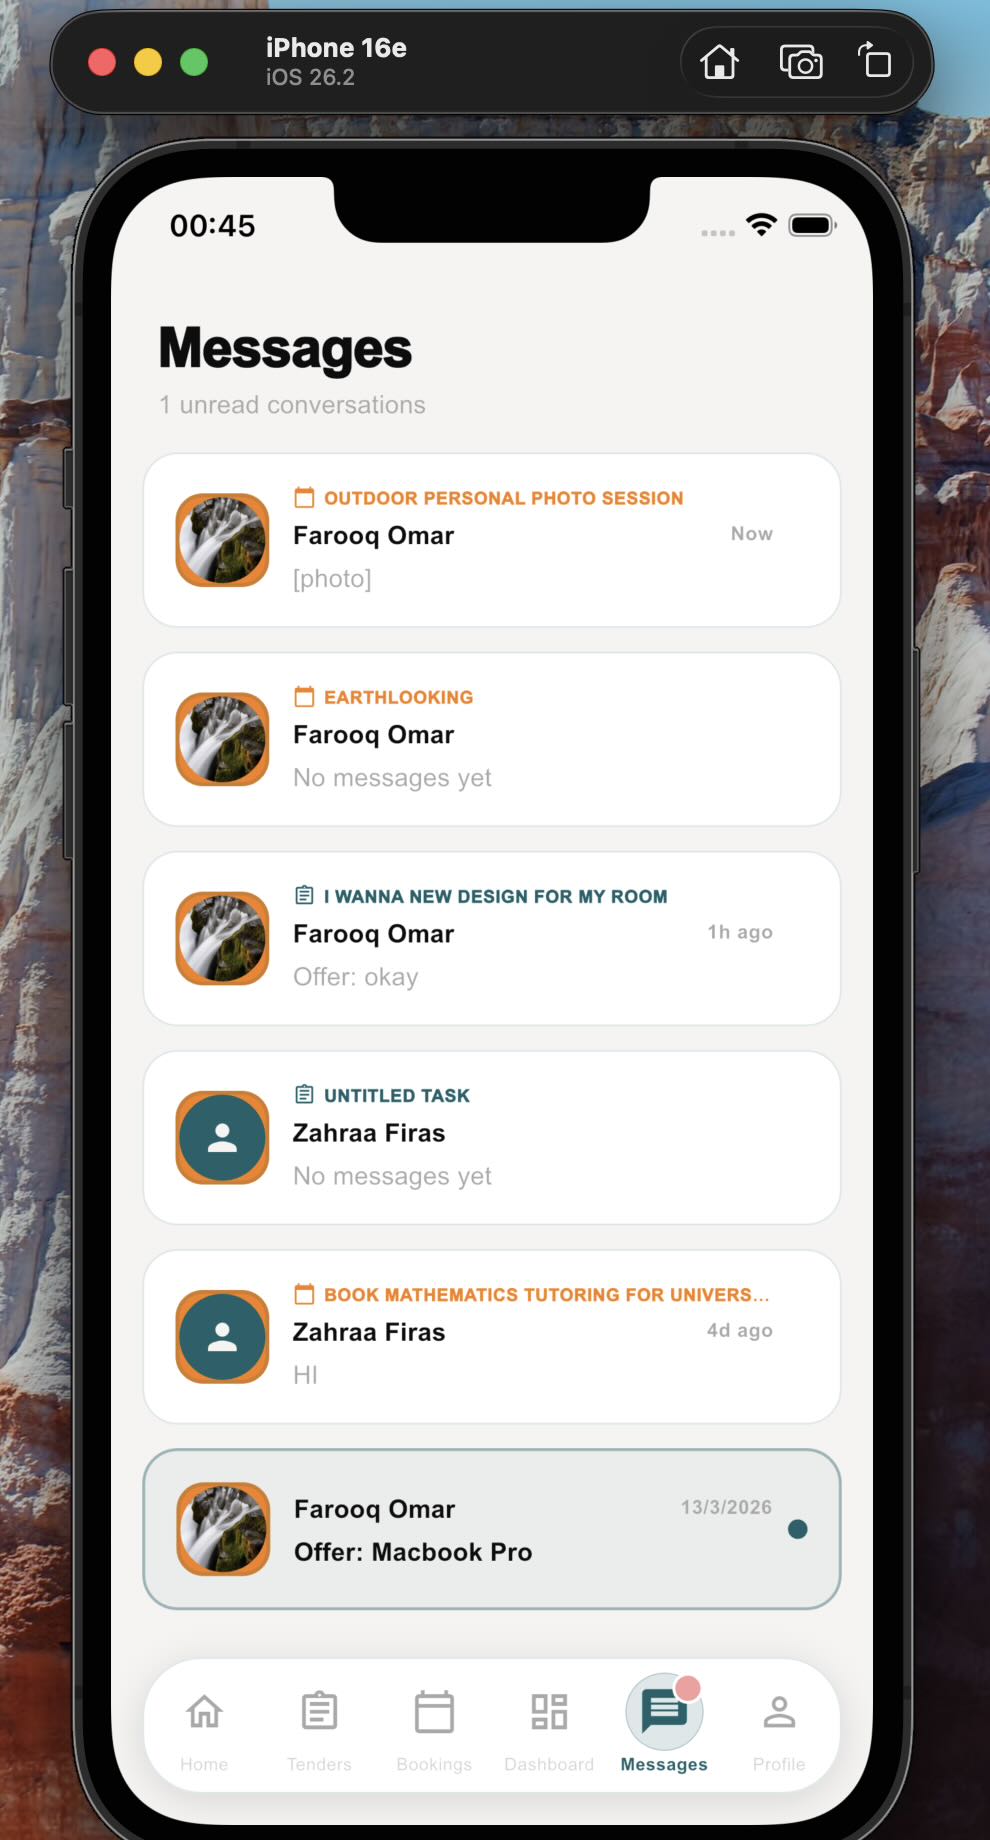 iPhone 16e
iOS 26.2
00:45
Messages
1 unread conversations
OUTDOOR PERSONAL PHOTO SESSION
Farooq Omar
Now
[photo]
EARTHLOOKING
Farooq Omar
No messages yet
I WANNA NEW DESIGN FOR MY ROOM
Farooq Omar
1h ago
Offer: okay
UNTITLED TASK
Zahraa Firas
No messages yet
BOOK MATHEMATICS TUTORING FOR UNIVERS...
Zahraa Firas
4d ago
HI
Farooq Omar
13/3/2026
Offer: Macbook Pro
Home
Tenders
Bookings
Dashboard
Messages
Profile